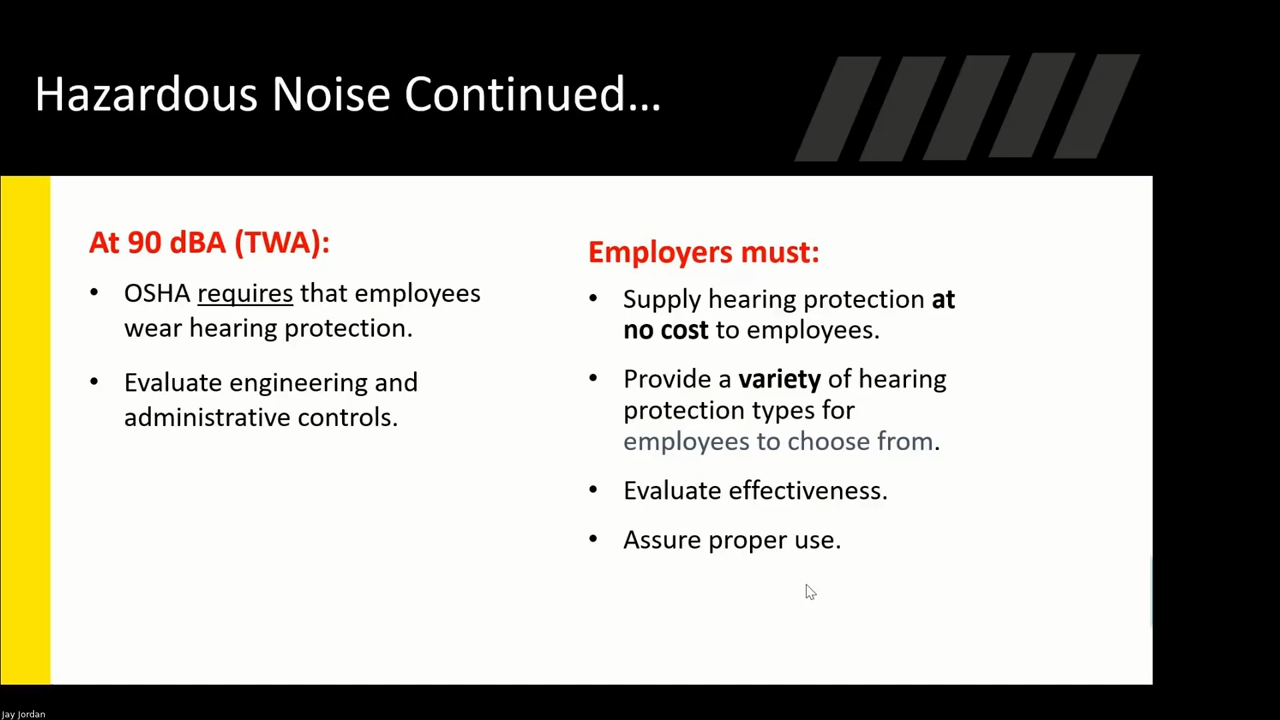 Hazardous Noise Continued...
At 90 dBA (TWA):
• OSHA requires that employees
wear hearing protection.
• Evaluate engineering and
administrative controls.
Employers must:
• Supply hearing protection at
no cost to employees.
• Provide a variety of hearing
protection types for
employees to choose from.
• Evaluate effectiveness.
• Assure proper use.
Jay Jordan